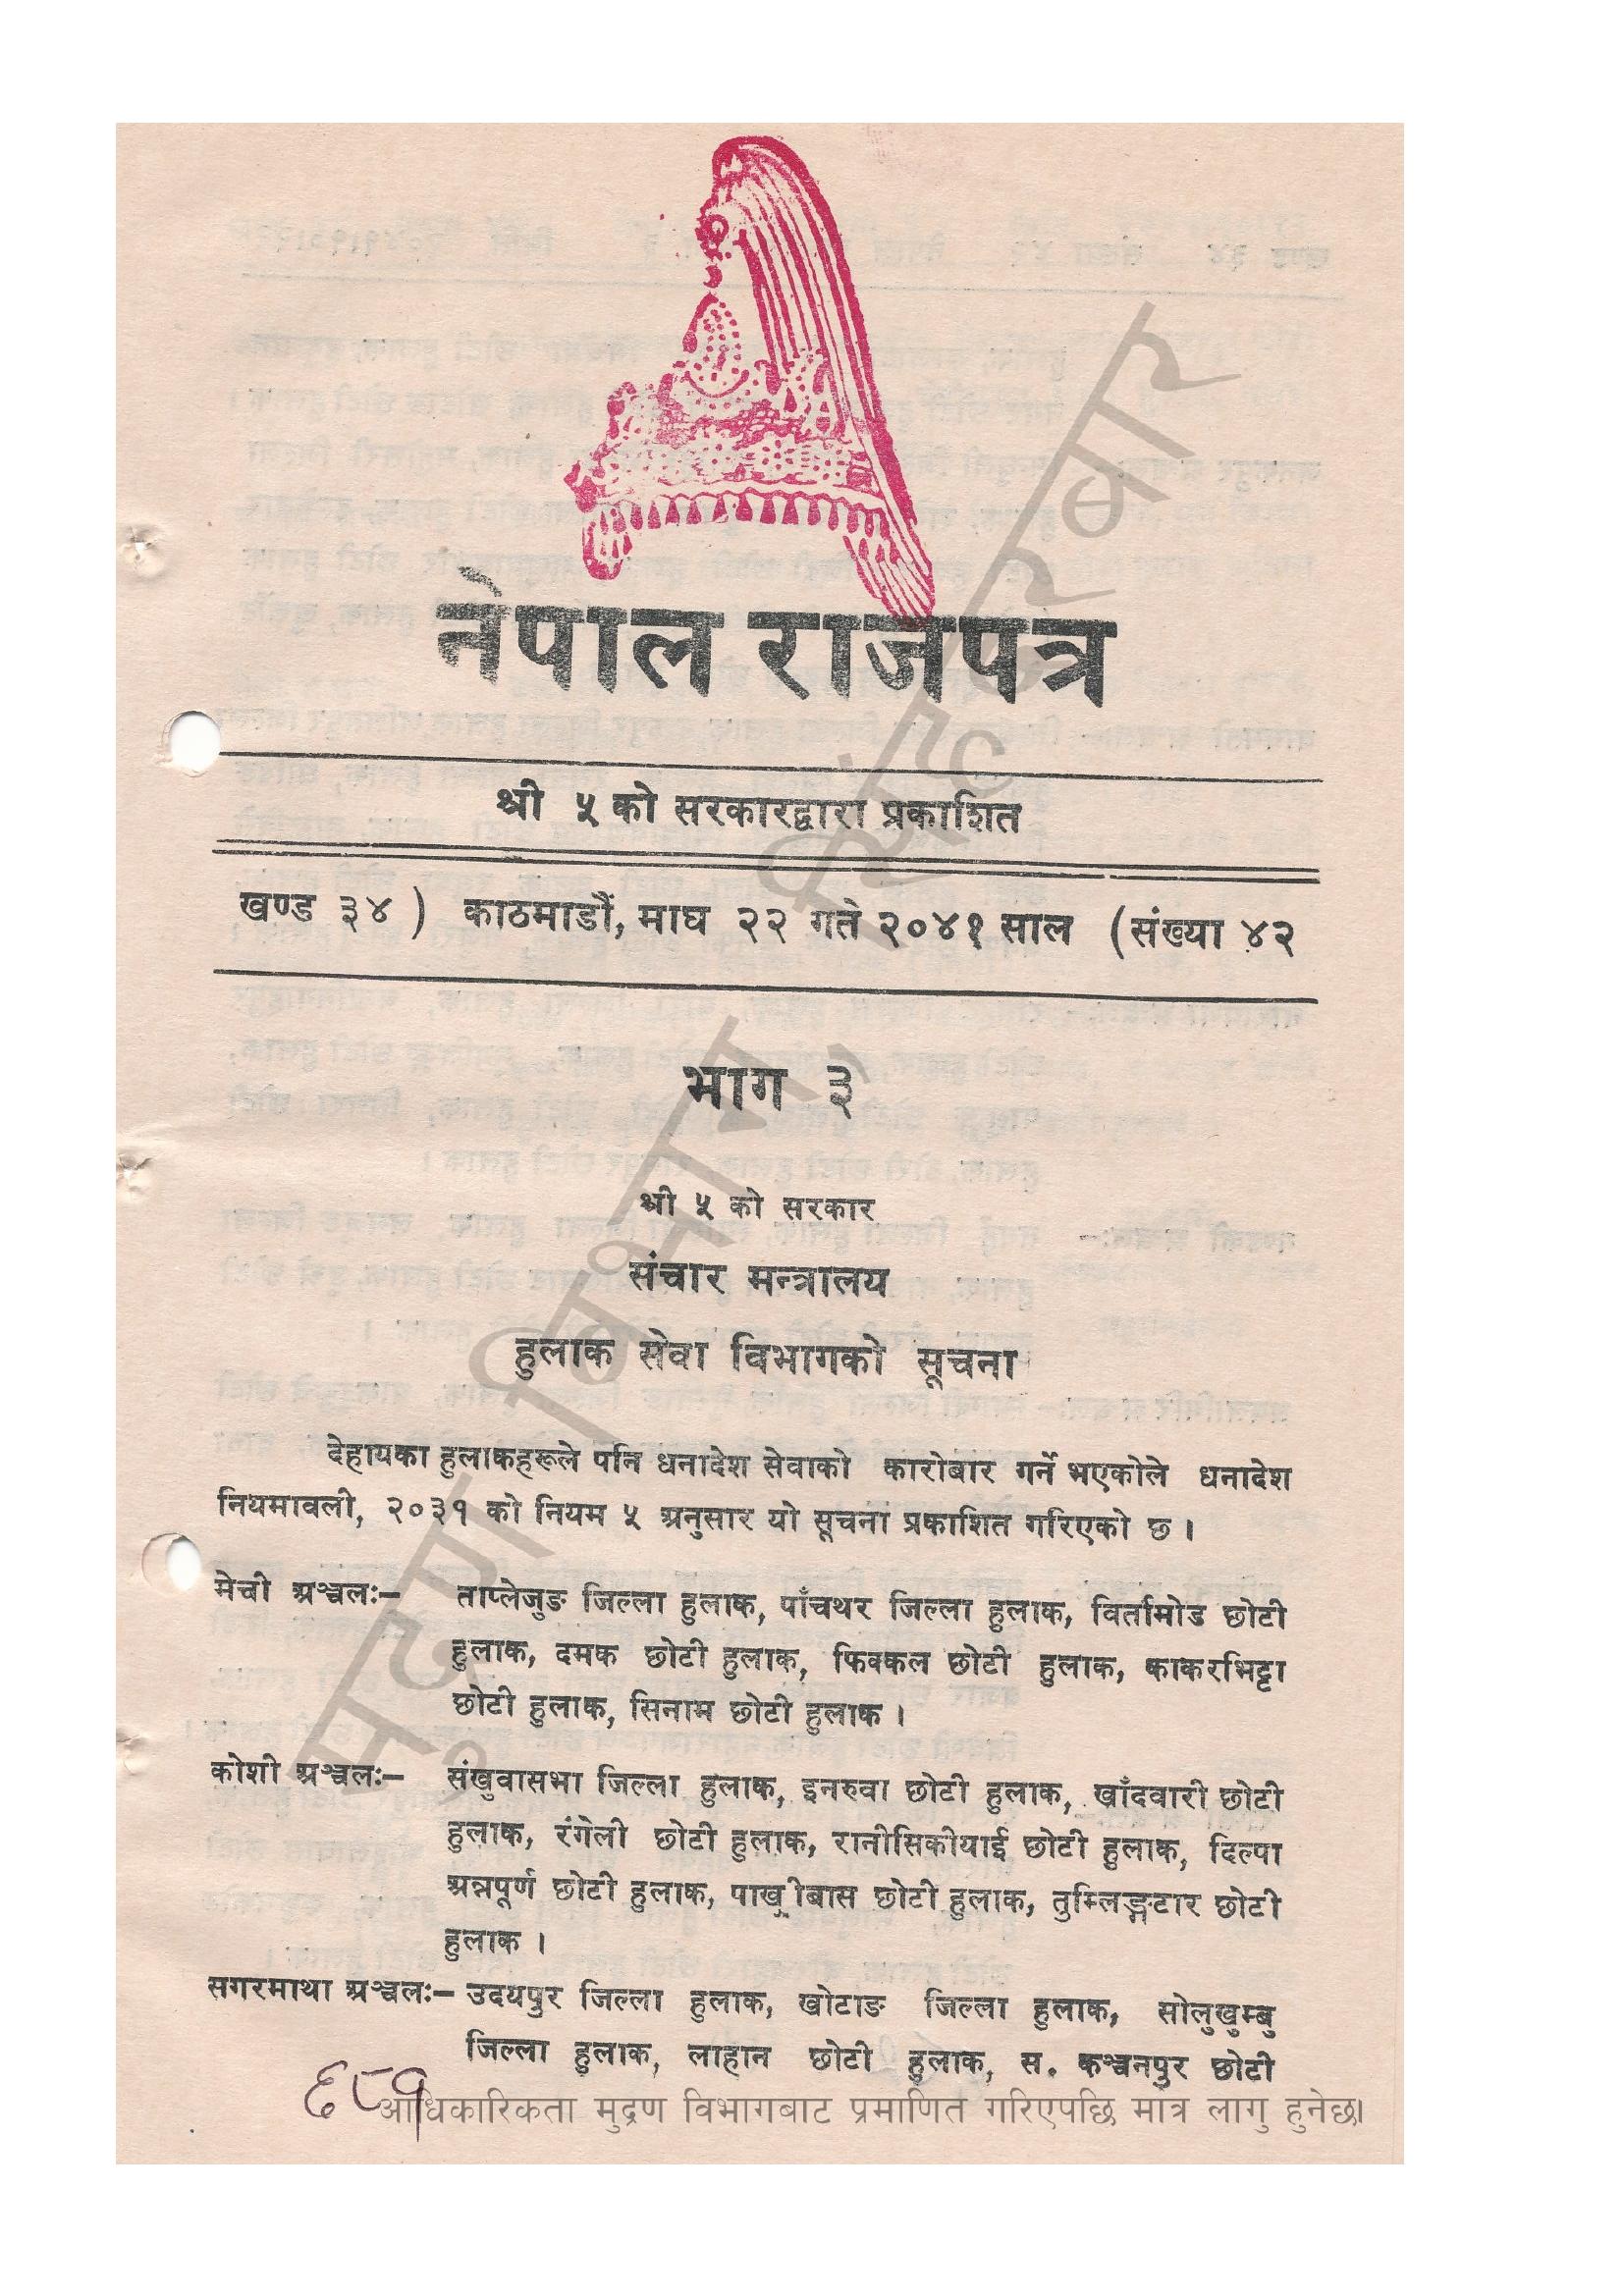 नेपाल राजपत्र
श्री ५ को सरकारद्वारा प्रकाशित
खण्ड ३४ ) काठमाडौं, माघ २२ गते २०४१ साल (संख्या ४२
भाग ३
श्री ५ को सरकार
संचार मन्त्रालय
हुलाक सेवा विभागको सूचना
देहायका हुलाकहरूले पनि धनादेश सेवाको कारोबार गर्ने भएकोले धनादेश
नियमावली, २०३१ को नियम ५ अनुसार यो सूचना प्रकाशित गरिएको छ ।
मेची अञ्चलः– ताप्लेजुङ जिल्ला हुलाक, पाँचथर जिल्ला हुलाक, विर्तामोड छोटी
हुलाक, दमक छोटी हुलाक, फिक्कल छोटी हुलाक, काकरभिट्टा
छोटी हुलाक, सिनाम छोटी हुलाक ।
कोशी अञ्चलः– संखुवासभा जिल्ला हुलाक, इनरुवा छोटी हुलाक, खाँदवारी छोटी
हुलाक, रंगेली छोटी हुलाक, रानीसिकीयाई छोटी हुलाक, दिल्पा
अन्नपूर्ण छोटी हुलाक, पाख्रीबास छोटी हुलाक, तुम्लिङ्गटार छोटी
हुलाक ।
सगरमाथा अञ्चलः– उदयपुर जिल्ला हुलाक, खोटाङ जिल्ला हुलाक, सोलुखुम्बु
जिल्ला हुलाक, लाहान छोटी हुलाक, स. कञ्चनपुर छोटी
६८१
आधिकारिकता मुद्रण विभागबाट प्रमाणित गरिएपछि मात्र लागु हुनेछ।
मुद्रण विभाग, सिंहदरबार